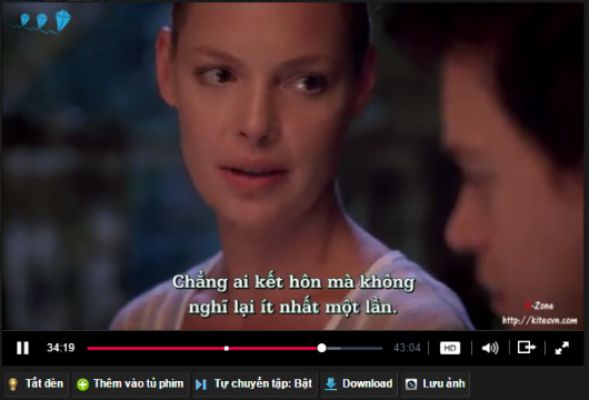 Chẳng ai kết hôn mà không
nghĩ lại ít nhất một lần.
K-Zone
http://kitesvn.com
34:19
43:04
HD
Tắt đèn
Thêm vào tủ phim
Tự chuyển tập: Bật
Download
Lưu ảnh